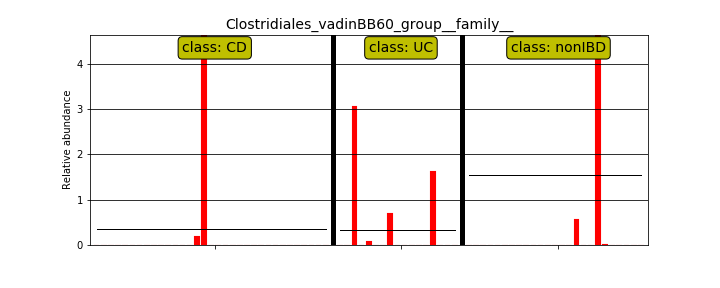 Clostridiales_vadinBB60_group__family__
class: CD
class: UC
class: nonIBD
Relative abundance
4
3
2
1
0